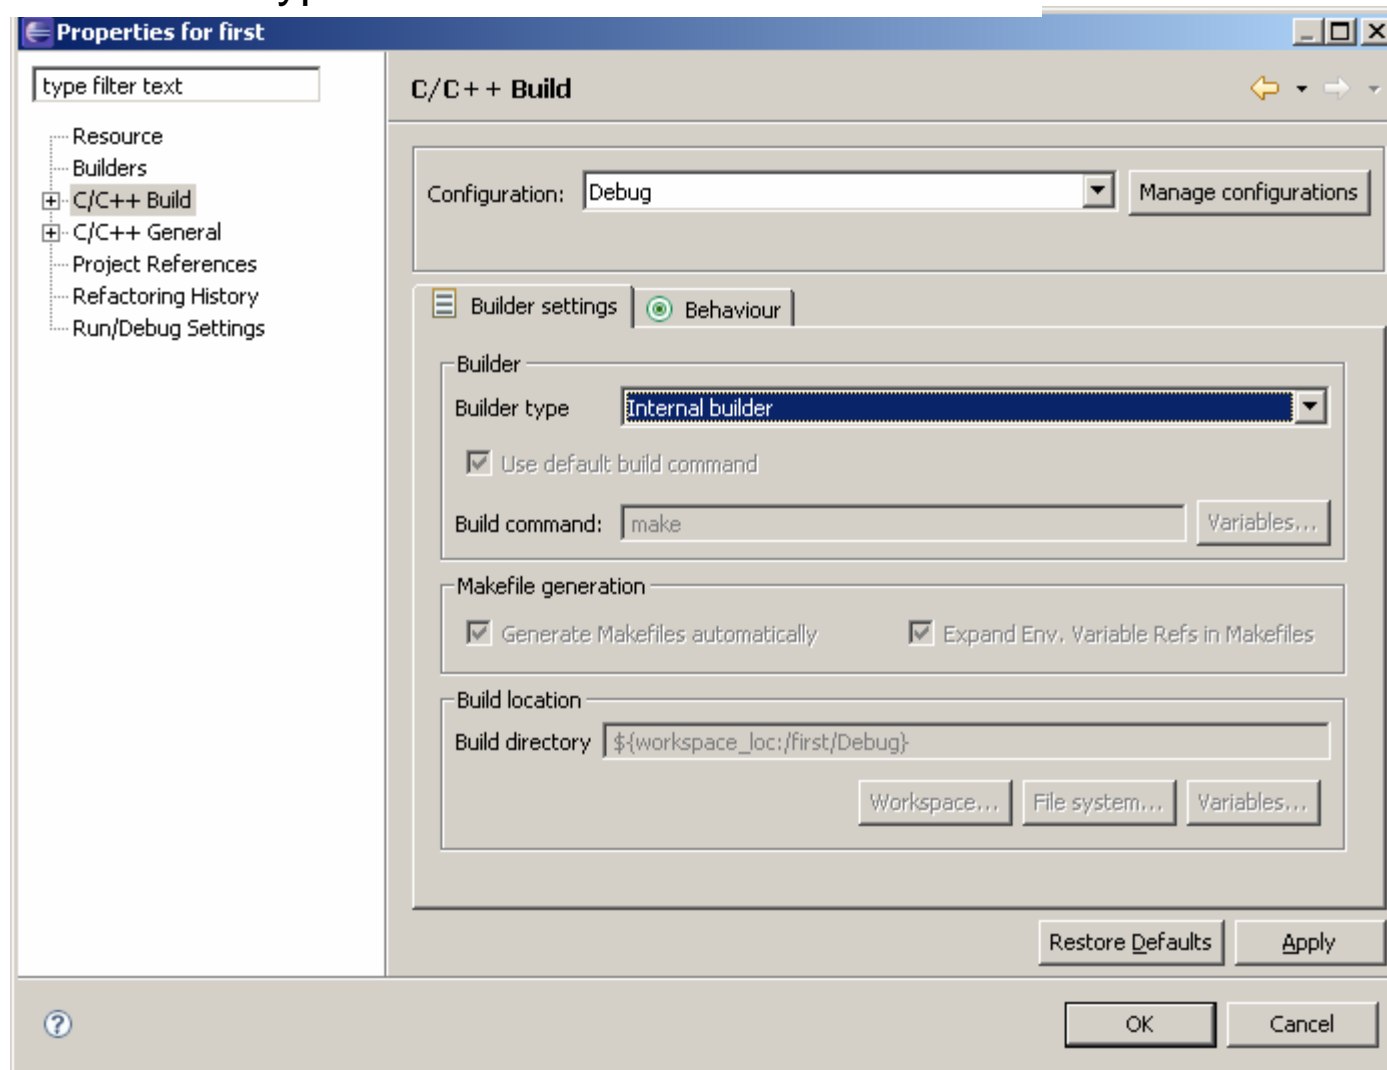 Properties for first
type filter text
C/C++ Build
Resource
Builders
C/C++ Build
C/C++ General
Project References
Refactoring History
Run/Debug Settings
Configuration: Debug Manage configurations
Builder settings Behaviour
Builder
Builder type Internal builder
Use default build command
Build command: make Variables...
Makefile generation
Generate Makefiles automatically Expand Env. Variable Refs in Makefiles
Build location
Build directory ${workspace_loc:/first/Debug}
Workspace... File system... Variables...
Restore Defaults Apply
OK Cancel